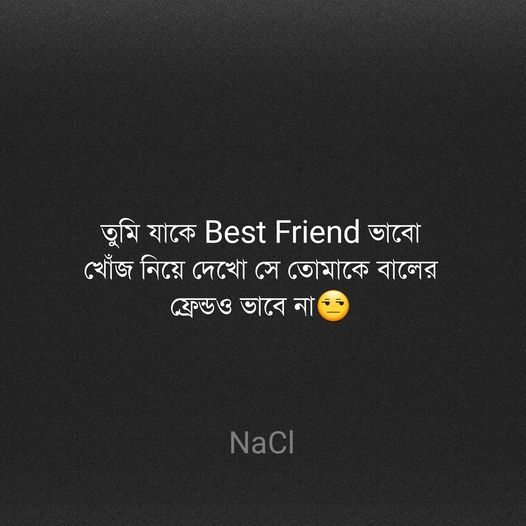 তুমি যাকে Best Friend ভাবো
খোঁজ নিয়ে দেখো সে তোমাকে বালের
ফ্রেন্ডও ভাবে না😒
NaCl